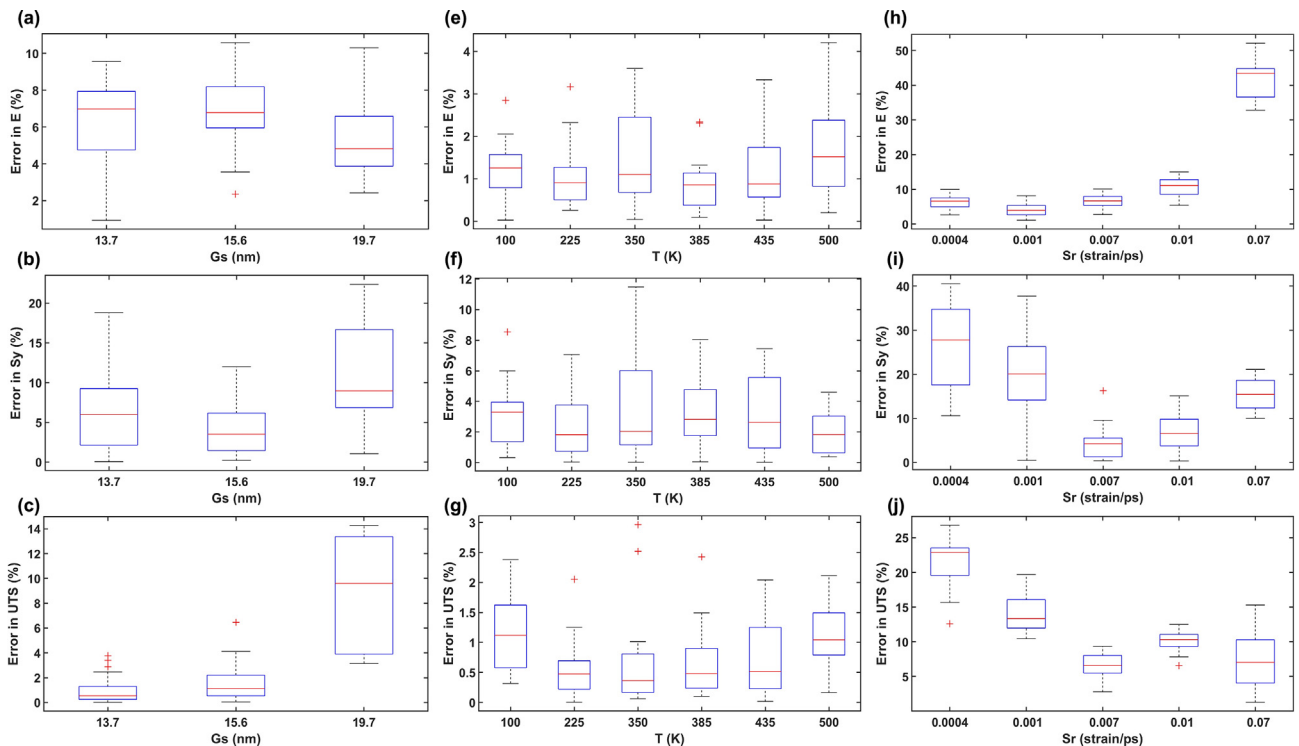 (a)
Error in E (%)
10
8
6
4
2
13.7 15.6 19.7
Gs (nm)
(b)
Error in Sy (%)
20
15
10
5
0
13.7 15.6 19.7
Gs (nm)
(c)
Error in UTS (%)
14
12
10
8
6
4
2
0
13.7 15.6 19.7
Gs (nm)
(e)
Error in E (%)
4
3
2
1
0
100 225 350 385 435 500
T (K)
(f)
Error in Sy (%)
12
10
8
6
4
2
0
100 225 350 385 435 500
T (K)
(g)
Error in UTS (%)
3
2.5
2
1.5
1
0.5
0
100 225 350 385 435 500
T (K)
(h)
Error in E (%)
50
40
30
20
10
0
0.0004 0.001 0.007 0.01 0.07
Sr (strain/ps)
(i)
Error in Sy (%)
40
30
20
10
0
0.0004 0.001 0.007 0.01 0.07
Sr (strain/ps)
(j)
Error in UTS (%)
25
20
15
10
5
0.0004 0.001 0.007 0.01 0.07
Sr (strain/ps)